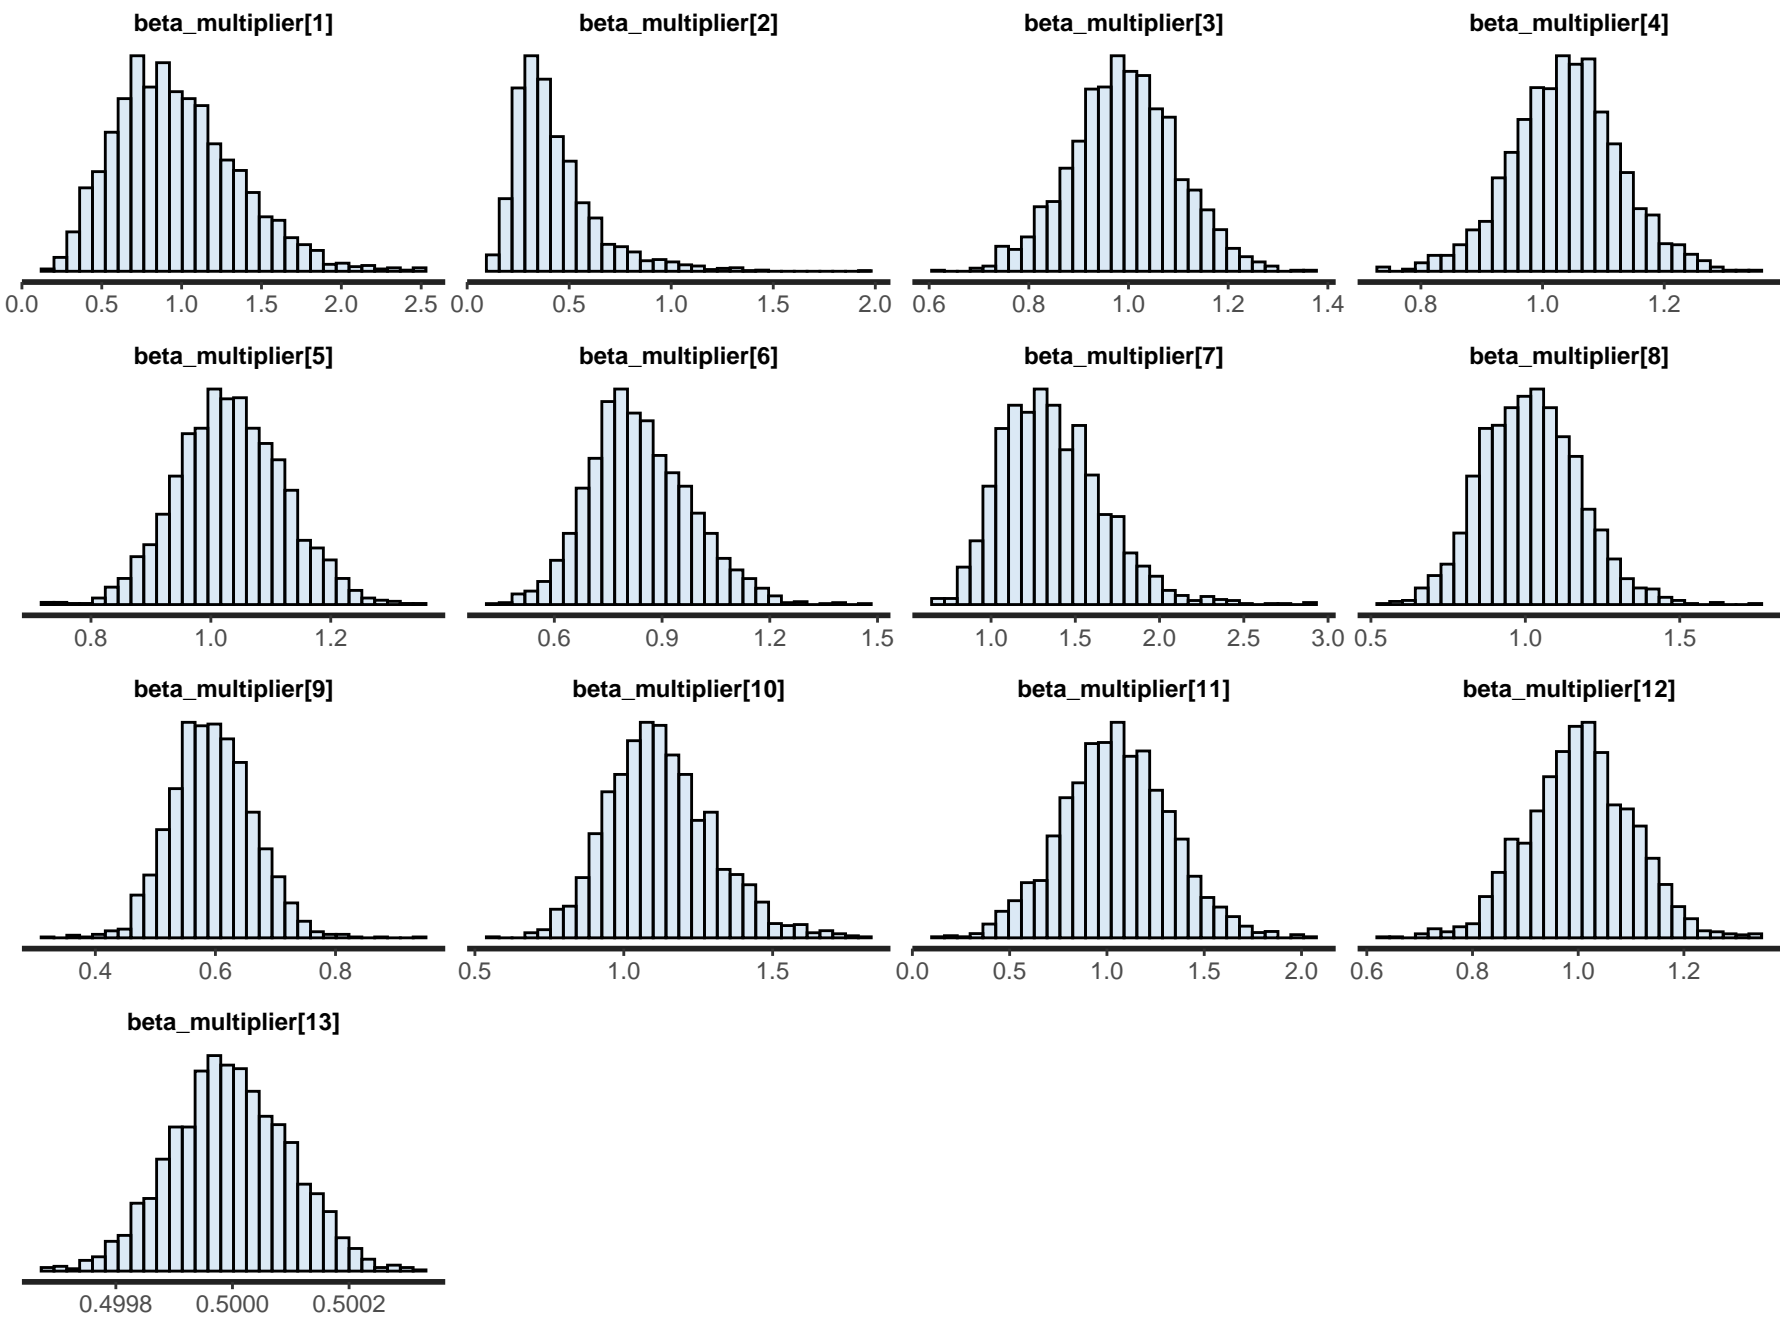 beta_multiplier[1] beta_multiplier[2] beta_multiplier[3] beta_multiplier[4]
0.0 0.5 1.0 1.5 2.0 2.5 0.0 0.5 1.0 1.5 2.0 0.6 0.8 1.0 1.2 1.4 0.8 1.0 1.2
beta_multiplier[5] beta_multiplier[6] beta_multiplier[7] beta_multiplier[8]
0.8 1.0 1.2 0.6 0.9 1.2 1.5 1.0 1.5 2.0 2.5 3.0 0.5 1.0 1.5
beta_multiplier[9] beta_multiplier[10] beta_multiplier[11] beta_multiplier[12]
0.4 0.6 0.8 0.5 1.0 1.5 0.0 0.5 1.0 1.5 2.0 0.6 0.8 1.0 1.2
beta_multiplier[13]
0.4998 0.5000 0.5002